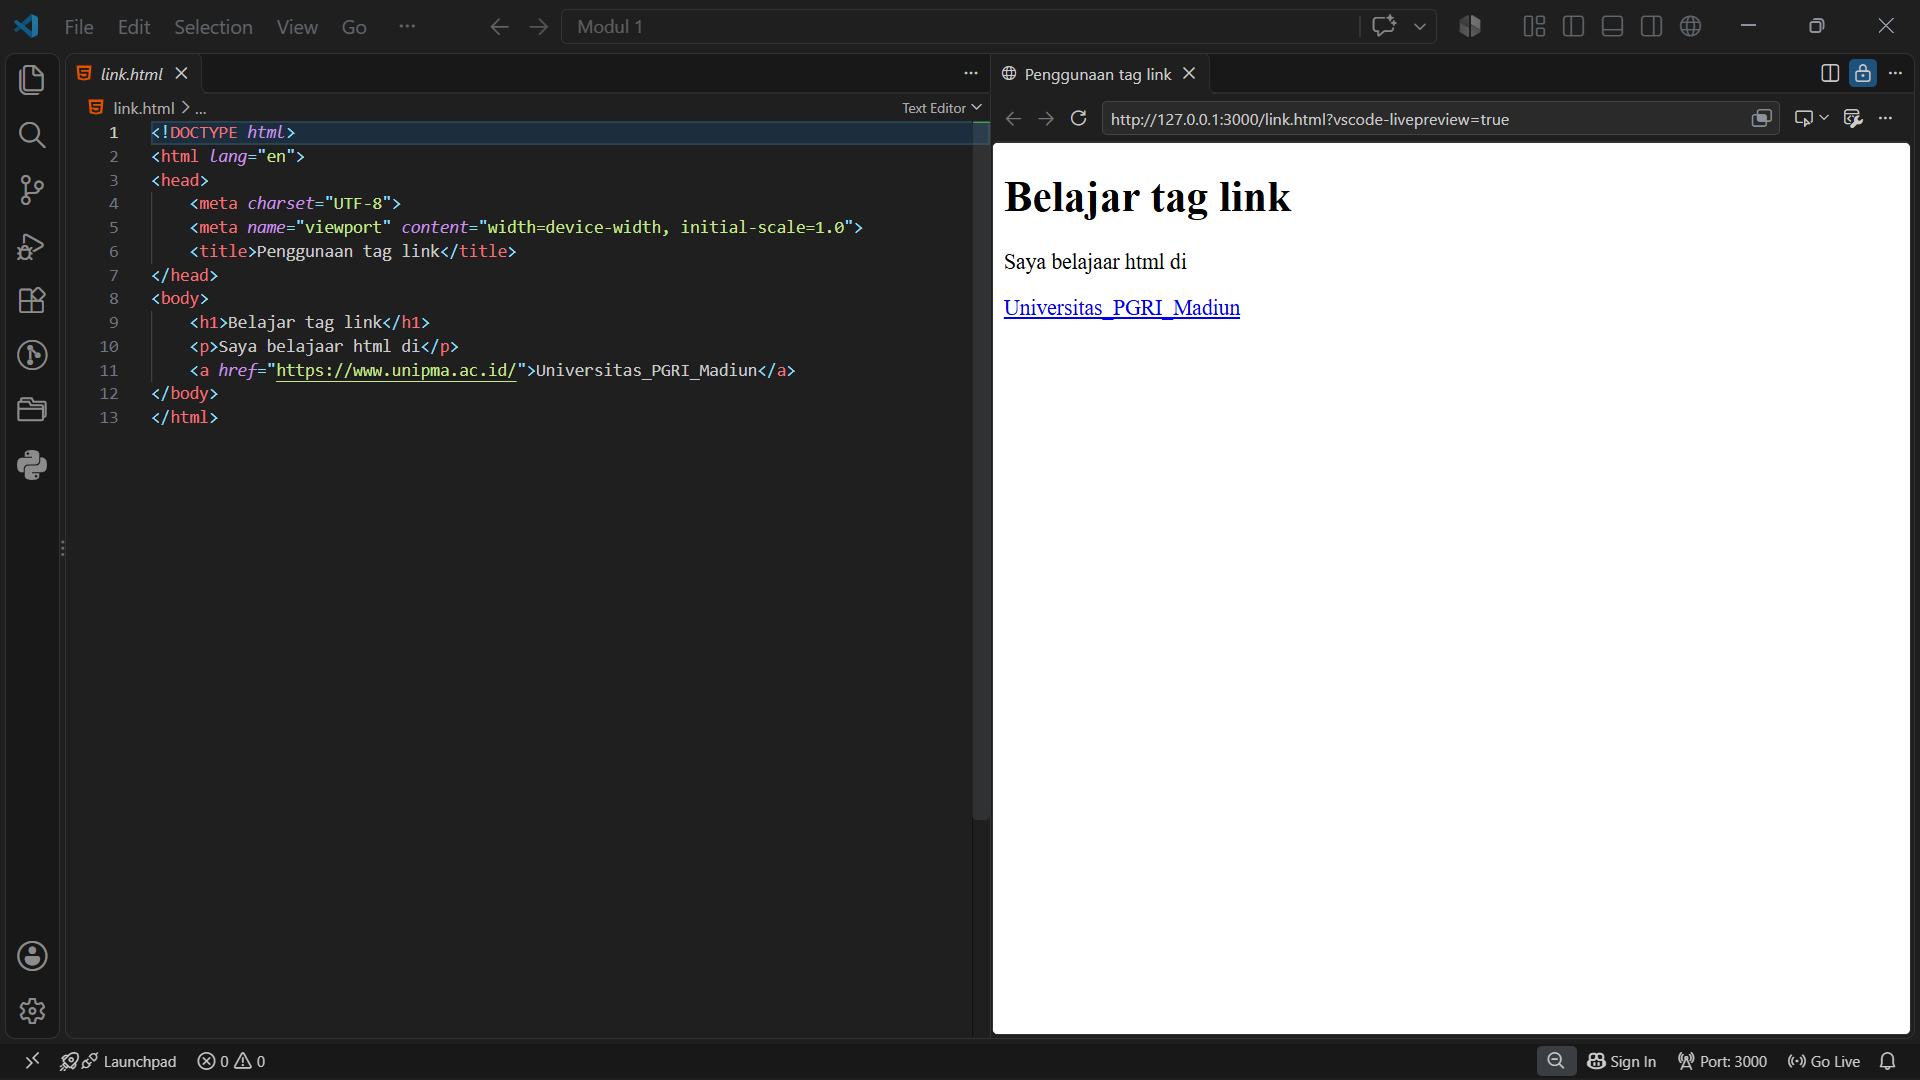 File Edit Selection View Go ··· Modul 1
link.html
link.html > ... Text Editor
1 <!DOCTYPE html>
2 <html lang="en">
3 <head>
4 <meta charset="UTF-8">
5 <meta name="viewport" content="width=device-width, initial-scale=1.0">
6 <title>Penggunaan tag link</title>
7 </head>
8 <body>
9 <h1>Belajar tag link</h1>
10 <p>Saya belajaar html di</p>
11 <a href="https://www.unipma.ac.id/">Universitas_PGRI_Madiun</a>
12 </body>
13 </html>
Penggunaan tag link
http://127.0.0.1:3000/link.html?vscode-livepreview=true
Belajar tag link
Saya belajaar html di
Universitas_PGRI_Madiun
Launchpad 0 0 Sign In Port: 3000 Go Live